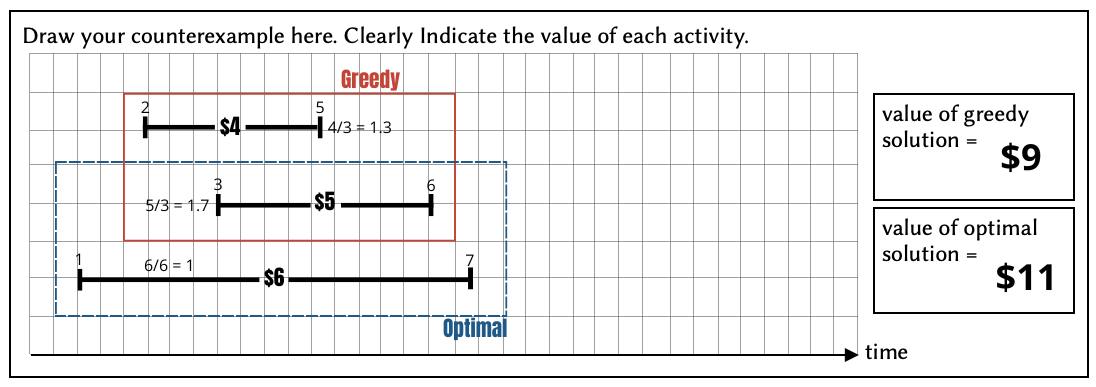 Draw your counterexample here. Clearly Indicate the value of each activity.
Greedy
2 5
$4 4/3 = 1.3
3 6
5/3 = 1.7 $5
1 7
6/6 = 1
$6
Optimal
time
value of greedy
solution =
$9
value of optimal
solution =
$11